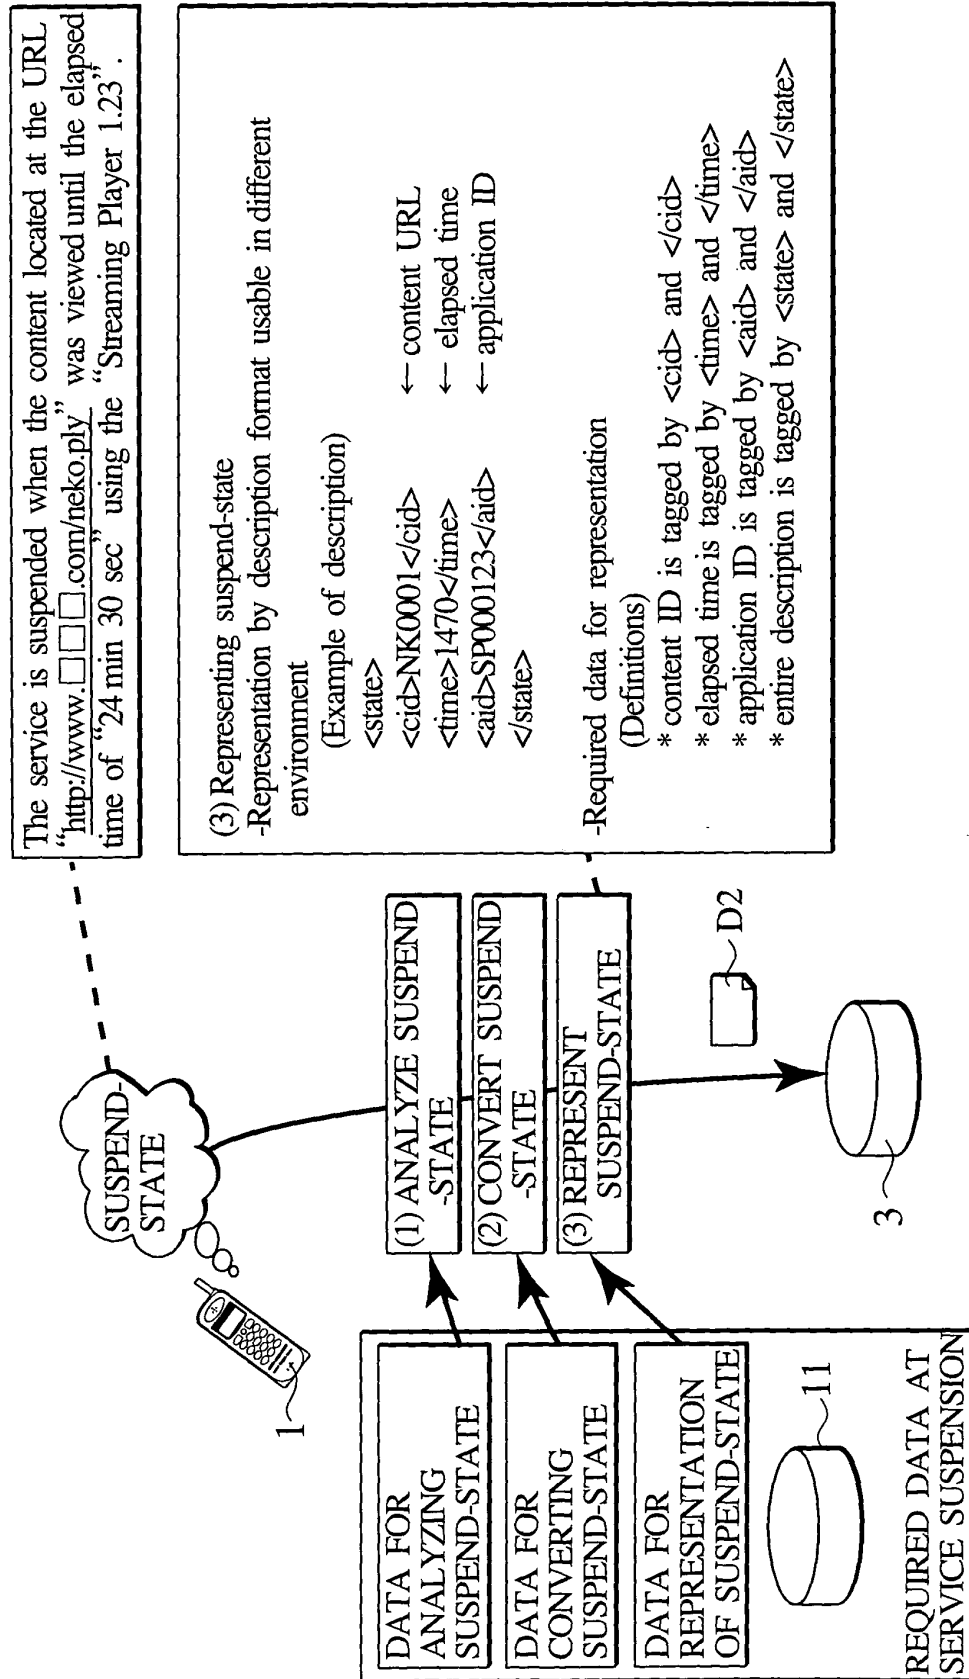 The service is suspended when the content located at the URL
“http://www.□□□.com/neko.ply” was viewed until the elapsed
time of “24 min 30 sec” using the “Streaming Player 1.23”.
SUSPEND-
STATE
1
(1) ANALYZE SUSPEND
-STATE
(2) CONVERT SUSPEND
-STATE
(3) REPRESENT
SUSPEND-STATE
D2
3
(3) Representing suspend-state
-Representation by description format usable in different
environment
(Example of description)
<state>
<cid>NK0001</cid> ← content URL
<time>1470</time> ← elapsed time
<aid>SP000123</aid> ← application ID
</state>
-Required data for representation
(Definitions)
* content ID is tagged by <cid> and </cid>
* elapsed time is tagged by <time> and </time>
* application ID is tagged by <aid> and </aid>
* entire description is tagged by <state> and </state>
DATA FOR
ANALYZING
SUSPEND-STATE
DATA FOR
CONVERTING
SUSPEND-STATE
DATA FOR
REPRESENTATION
OF SUSPEND-STATE
11
REQUIRED DATA AT
SERVICE SUSPENSION